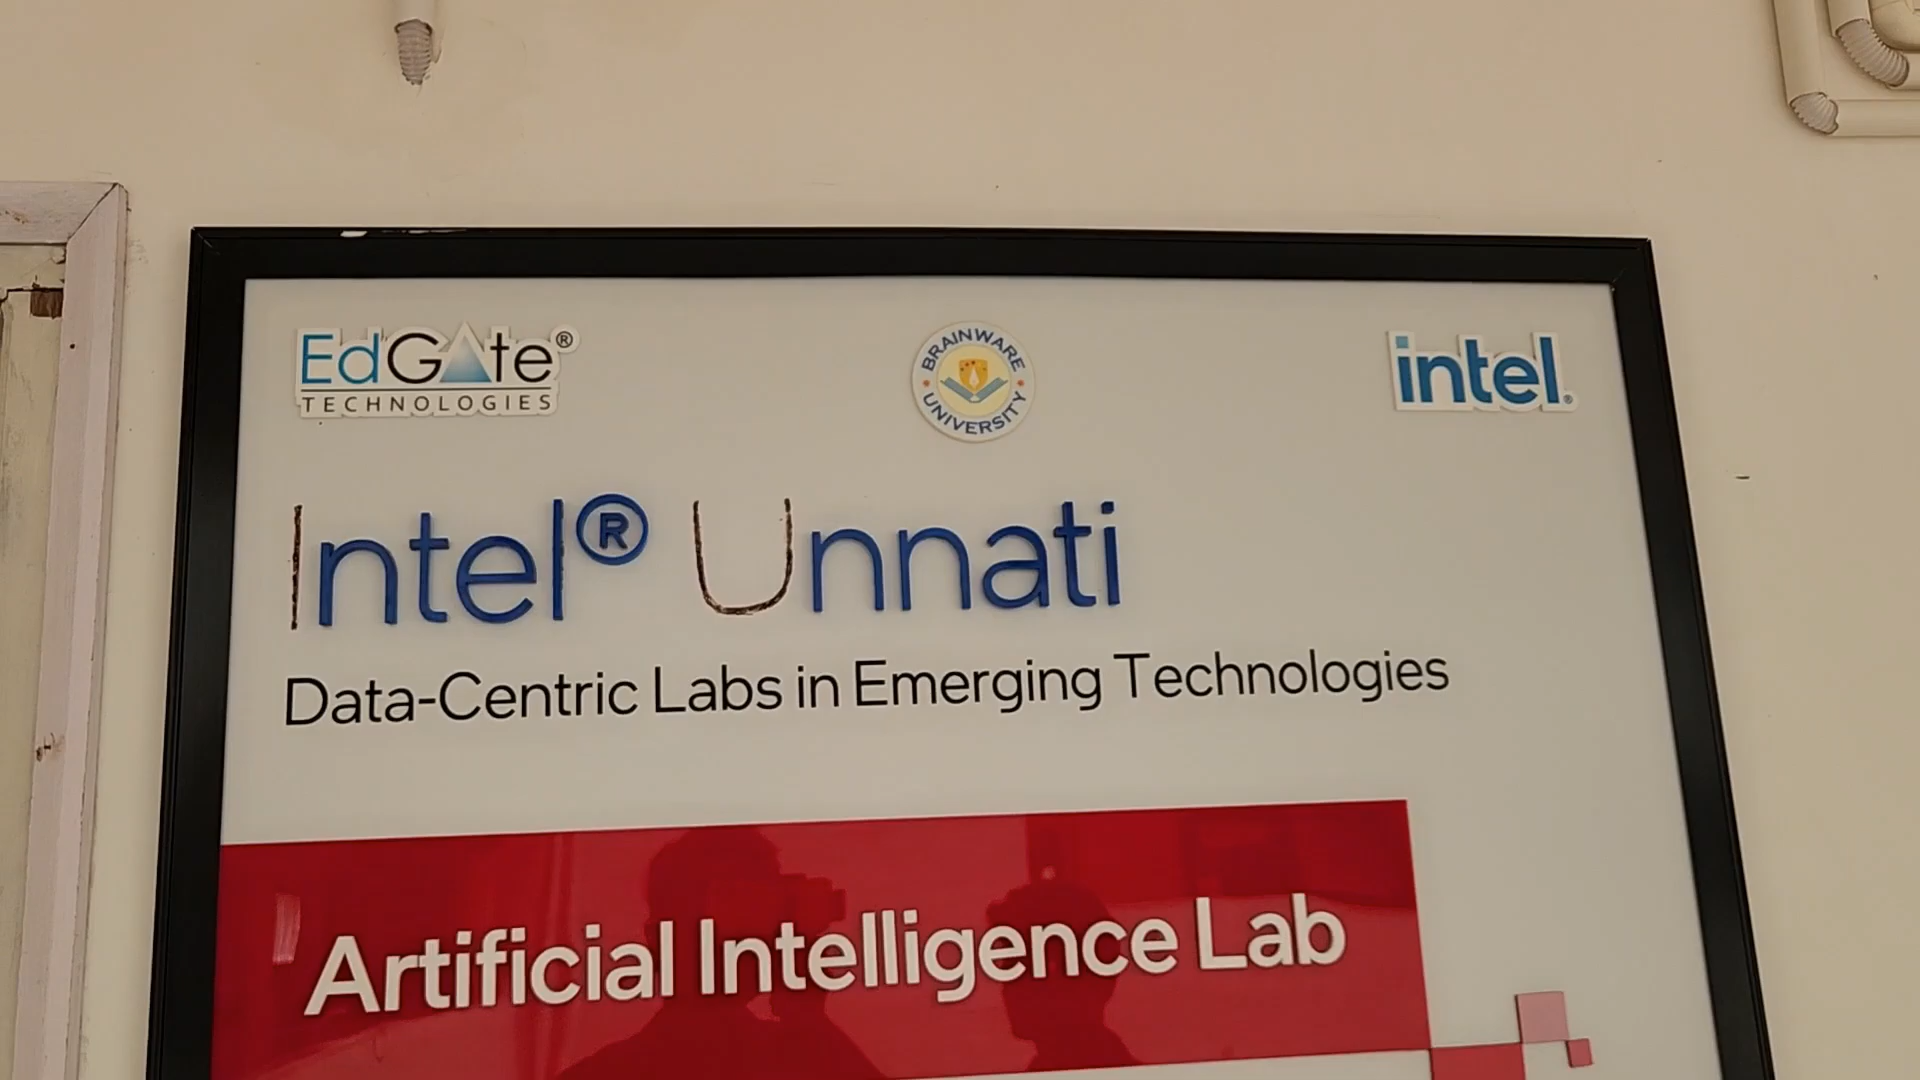 EdGate®
TECHNOLOGIES
BRAINWARE UNIVERSITY
intel®
Intel® Unnati
Data-Centric Labs in Emerging Technologies
Artificial Intelligence Lab